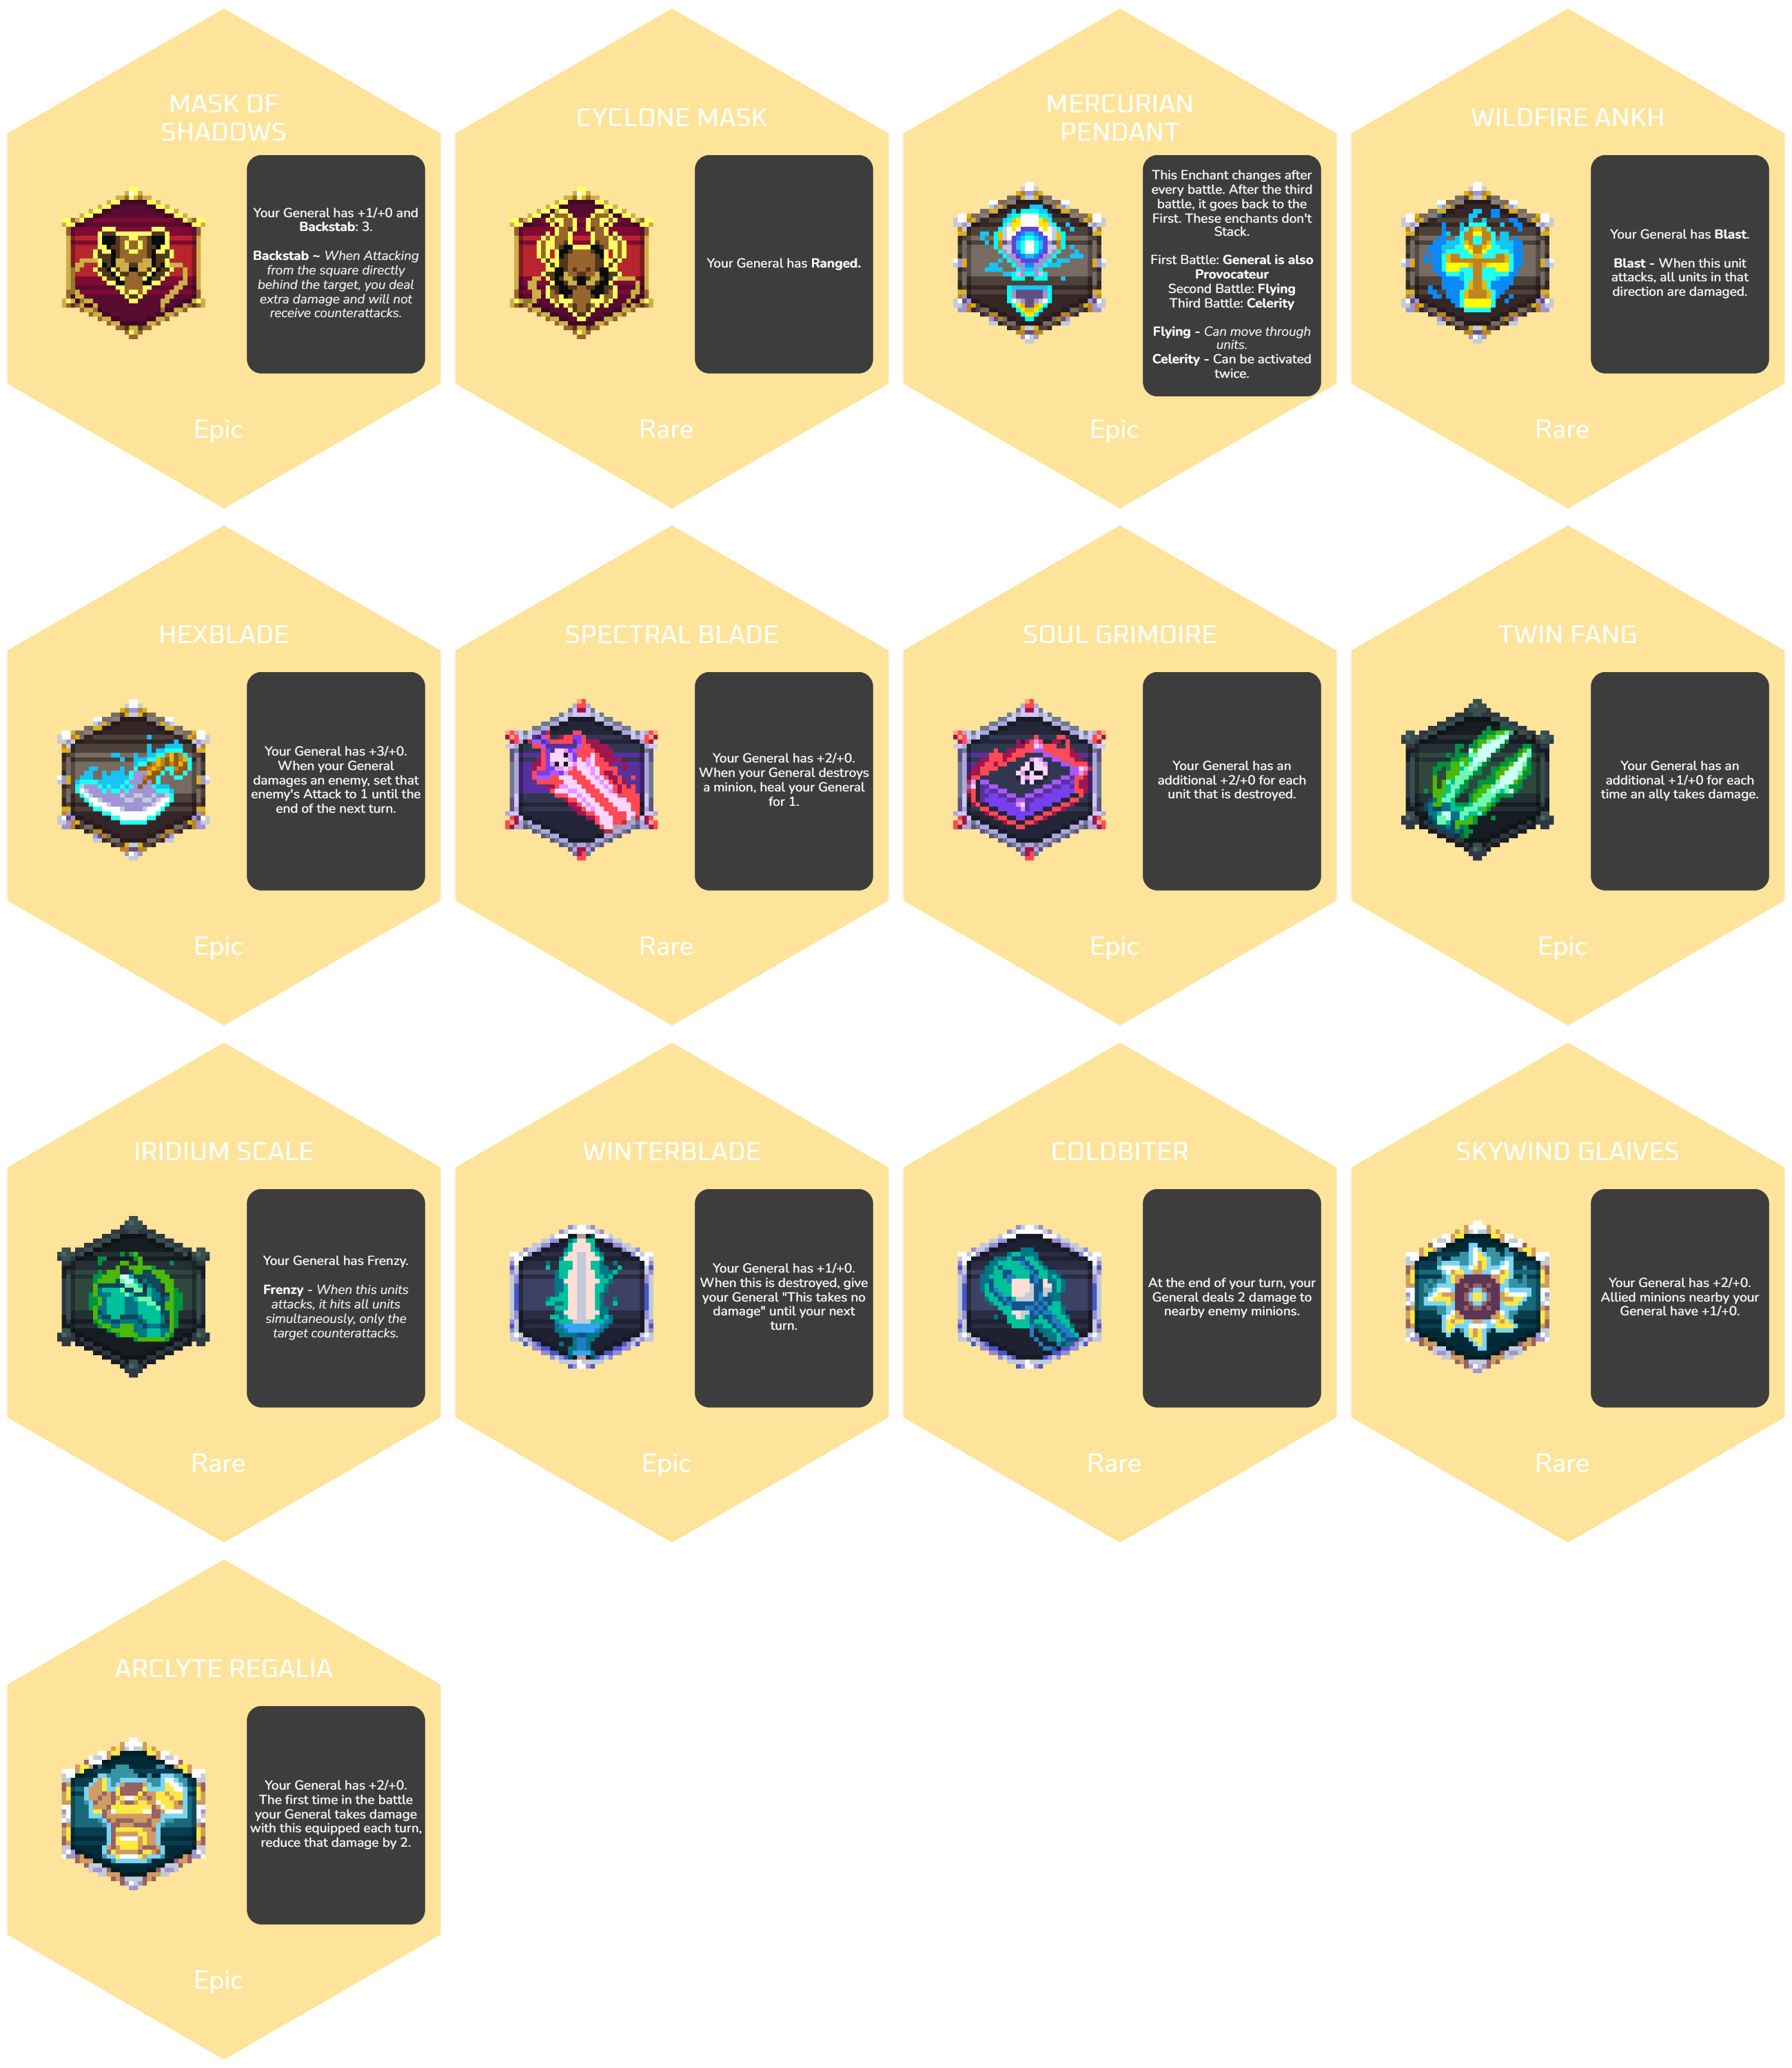 MASK OF
SHADOWS
Your General has +1/+0 and
Backstab: 3.
Backstab ~ When Attacking
from the square directly
behind the target, you deal
extra damage and will not
receive counterattacks.
Epic
CYCLONE MASK
Your General has Ranged.
Rare
MERCURIAN
PENDANT
This Enchant changes after
every battle. After the third
battle, it goes back to the
First. These enchants don't
Stack.
First Battle: General is also
Provocateur
Second Battle: Flying
Third Battle: Celerity
Flying - Can move through
units.
Celerity - Can be activated
twice.
Epic
WILDFIRE ANKH
Your General has Blast.
Blast - When this unit
attacks, all units in that
direction are damaged.
Rare
HEXBLADE
Your General has +3/+0.
When your General
damages an enemy, set that
enemy's Attack to 1 until the
end of the next turn.
Epic
SPECTRAL BLADE
Your General has +2/+0.
When your General destroys
a minion, heal your General
for 1.
Rare
SOUL GRIMOIRE
Your General has an
additional +2/+0 for each
unit that is destroyed.
Epic
TWIN FANG
Your General has an
additional +1/+0 for each
time an ally takes damage.
Epic
IRIDIUM SCALE
Your General has Frenzy.
Frenzy - When this units
attacks, it hits all units
simultaneously, only the
target counterattacks.
Rare
WINTERBLADE
Your General has +1/+0.
When this is destroyed, give
your General "This takes no
damage" until your next
turn.
Epic
COLDBITER
At the end of your turn, your
General deals 2 damage to
nearby enemy minions.
Rare
SKYWIND GLAIVES
Your General has +2/+0.
Allied minions nearby your
General have +1/+0.
Rare
ARCLYTE REGALIA
Your General has +2/+0.
The first time in the battle
your General takes damage
with this equipped each turn,
reduce that damage by 2.
Epic